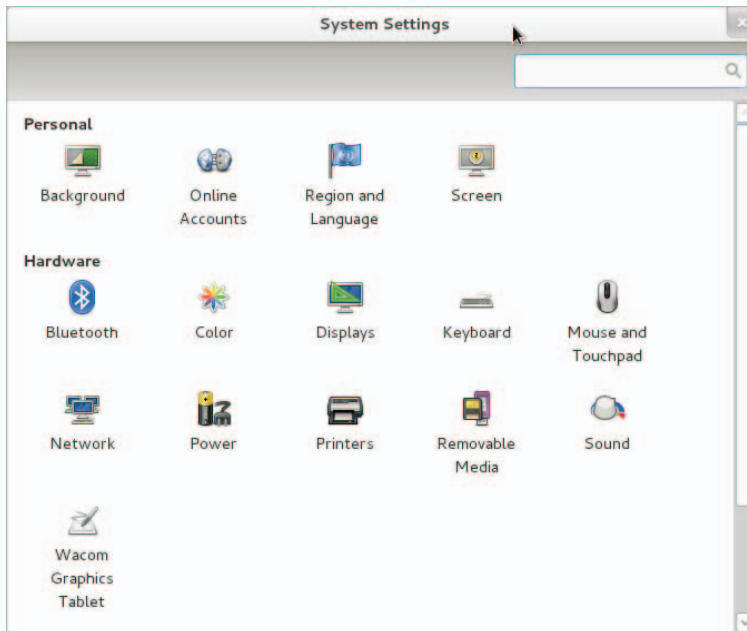 System Settings
Personal
Background
Online
Accounts
Region and
Language
Screen
Hardware
Bluetooth
Color
Displays
Keyboard
Mouse and
Touchpad
Network
Power
Printers
Removable
Media
Sound
Wacom
Graphics
Tablet